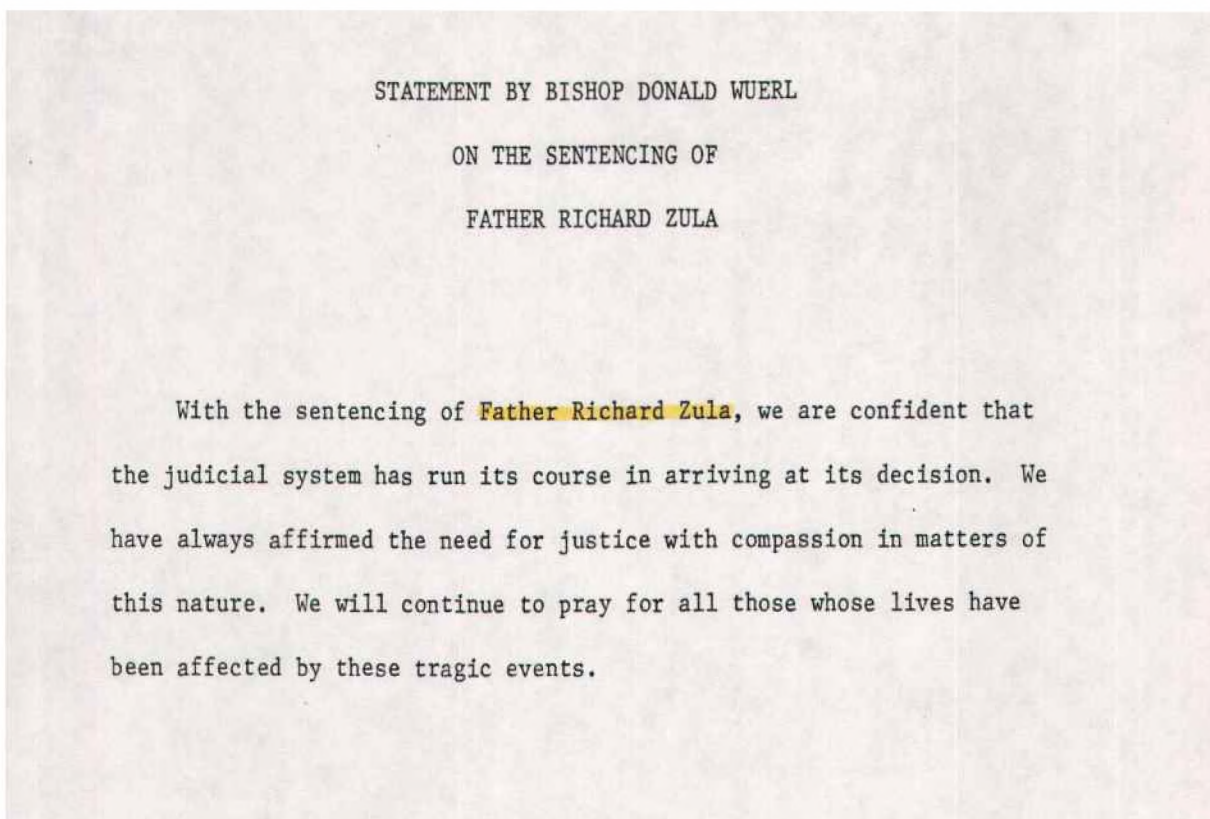 STATEMENT BY BISHOP DONALD WUERL
ON THE SENTENCING OF
FATHER RICHARD ZULA
With the sentencing of Father Richard Zula, we are confident that
the judicial system has run its course in arriving at its decision. We
have always affirmed the need for justice with compassion in matters of
this nature. We will continue to pray for all those whose lives have
been affected by these tragic events.